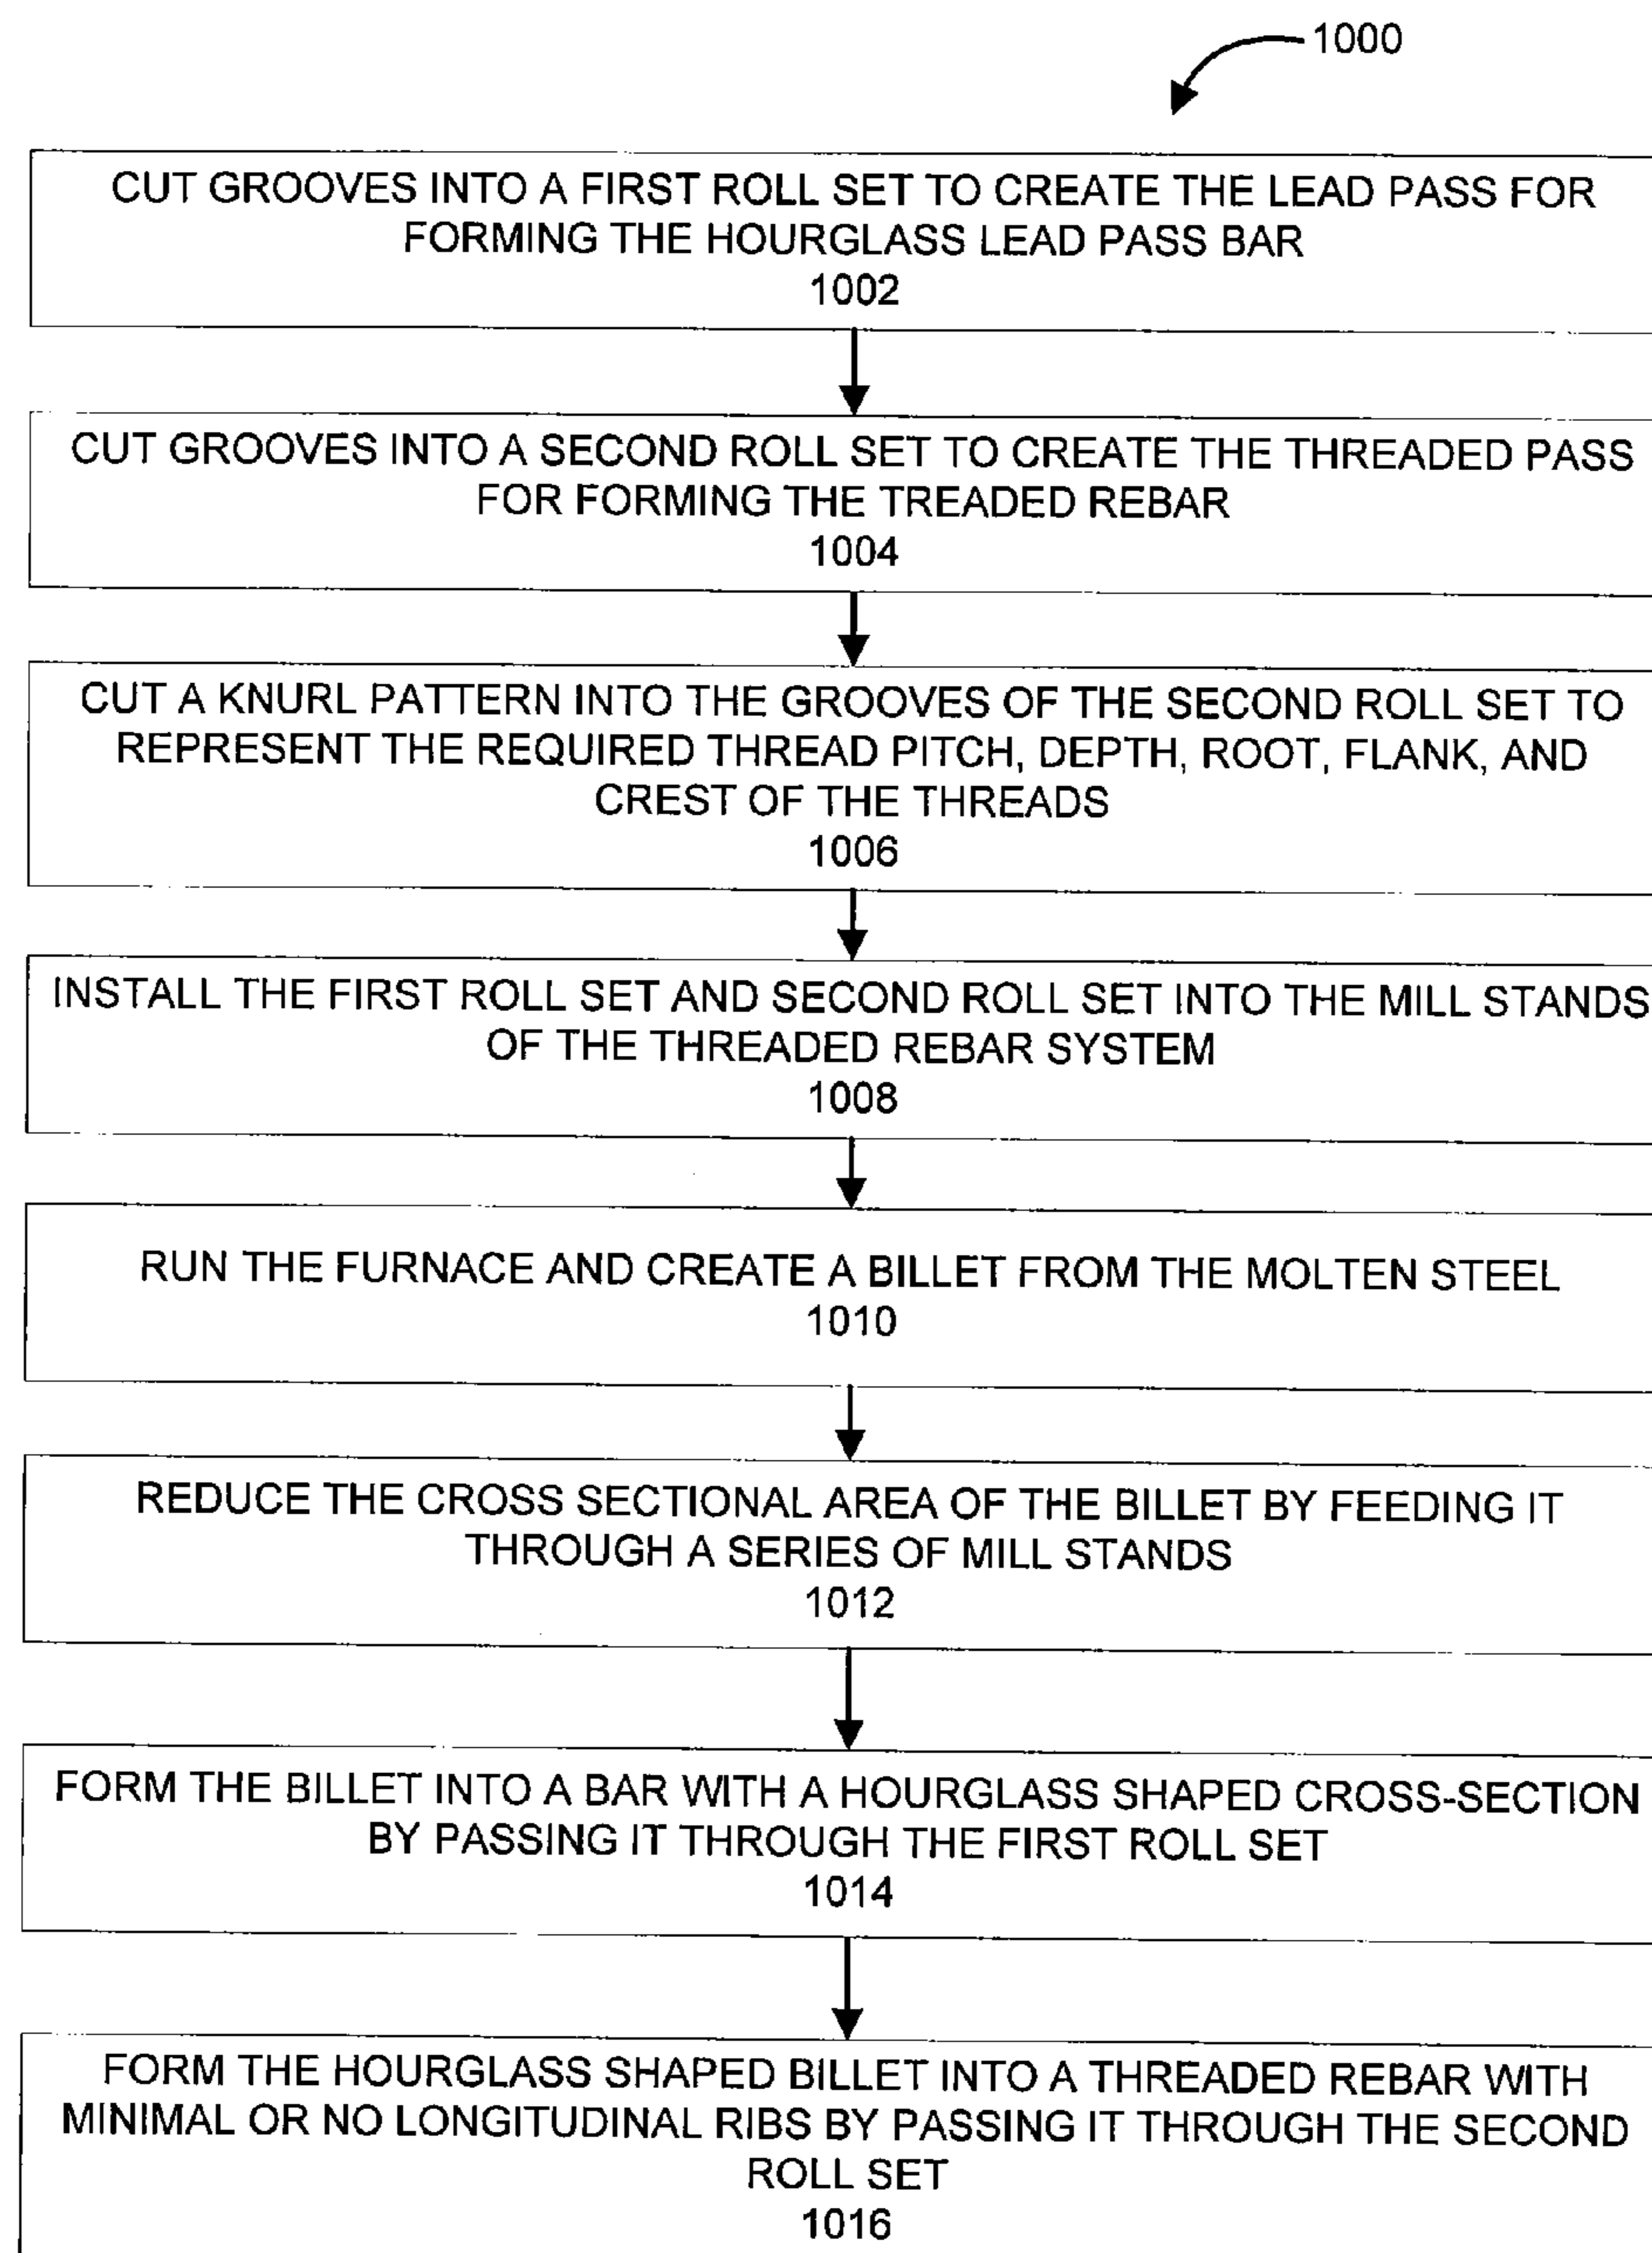 1000
CUT GROOVES INTO A FIRST ROLL SET TO CREATE THE LEAD PASS FOR
FORMING THE HOURGLASS LEAD PASS BAR
1002
CUT GROOVES INTO A SECOND ROLL SET TO CREATE THE THREADED PASS
FOR FORMING THE TREADED REBAR
1004
CUT A KNURL PATTERN INTO THE GROOVES OF THE SECOND ROLL SET TO
REPRESENT THE REQUIRED THREAD PITCH, DEPTH, ROOT, FLANK, AND
CREST OF THE THREADS
1006
INSTALL THE FIRST ROLL SET AND SECOND ROLL SET INTO THE MILL STANDS
OF THE THREADED REBAR SYSTEM
1008
RUN THE FURNACE AND CREATE A BILLET FROM THE MOLTEN STEEL
1010
REDUCE THE CROSS SECTIONAL AREA OF THE BILLET BY FEEDING IT
THROUGH A SERIES OF MILL STANDS
1012
FORM THE BILLET INTO A BAR WITH A HOURGLASS SHAPED CROSS-SECTION
BY PASSING IT THROUGH THE FIRST ROLL SET
1014
FORM THE HOURGLASS SHAPED BILLET INTO A THREADED REBAR WITH
MINIMAL OR NO LONGITUDINAL RIBS BY PASSING IT THROUGH THE SECOND
ROLL SET
1016